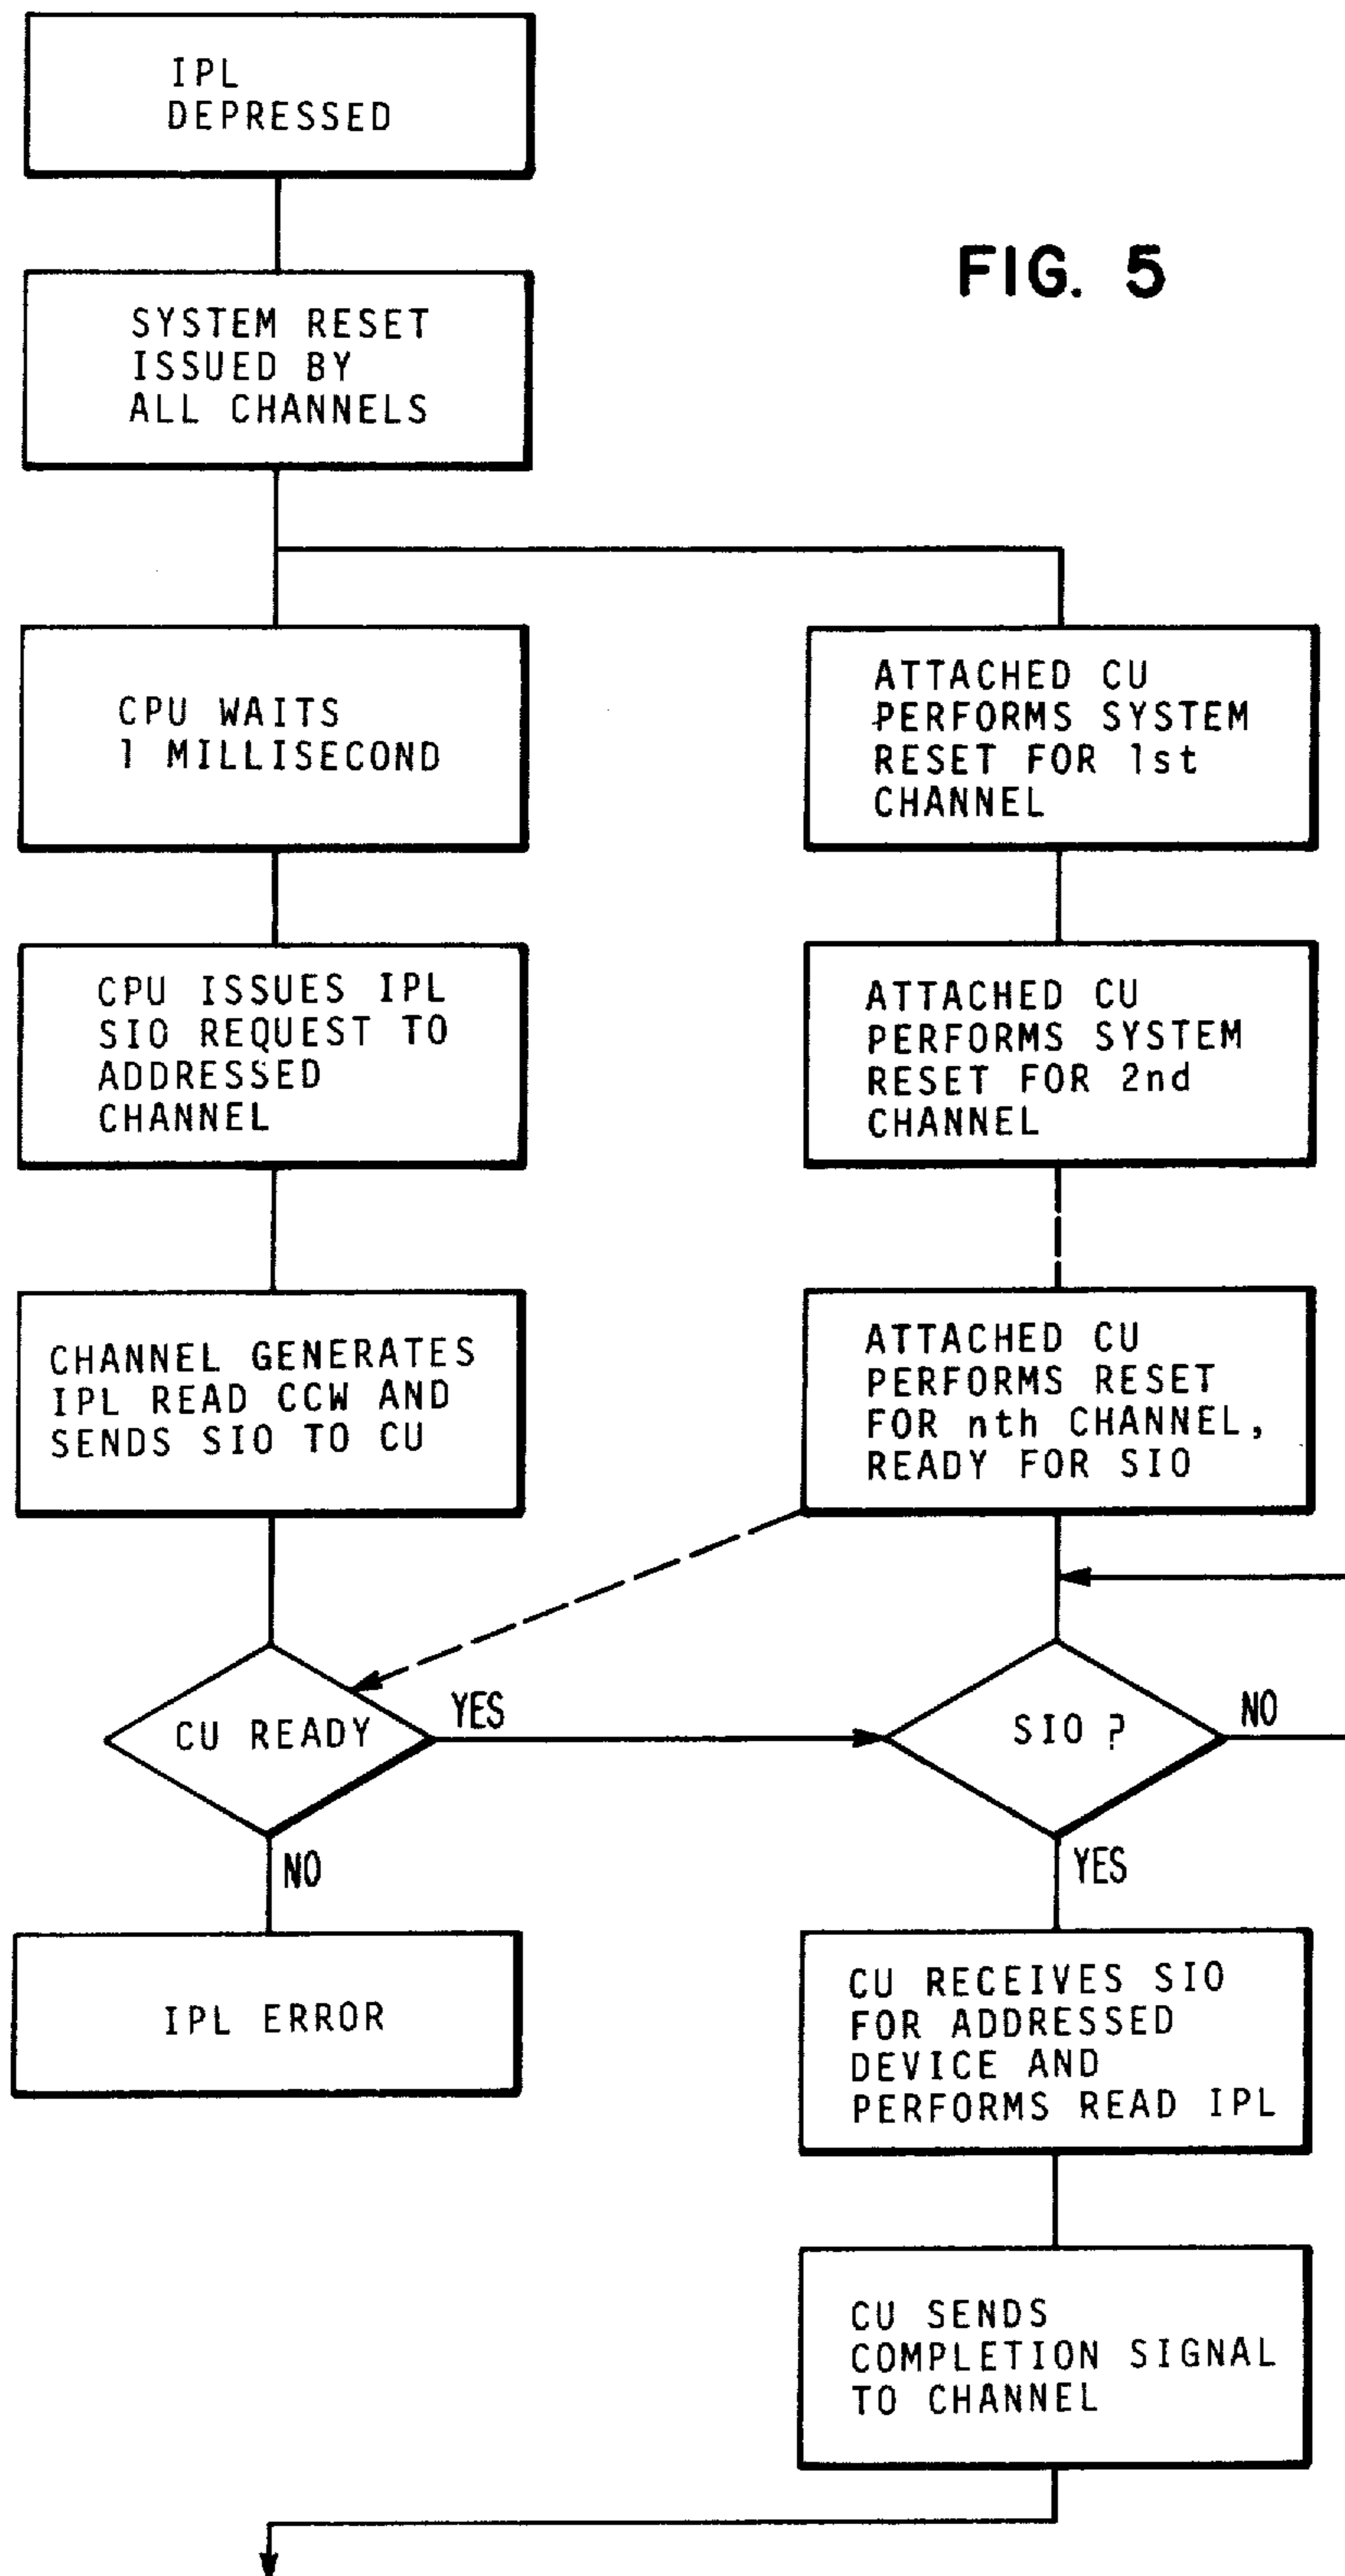 IPL
DEPRESSED
FIG. 5
SYSTEM RESET
ISSUED BY
ALL CHANNELS
CPU WAITS
1 MILLISECOND
ATTACHED CU
PERFORMS SYSTEM
RESET FOR 1st
CHANNEL
CPU ISSUES IPL
SIO REQUEST TO
ADDRESSED
CHANNEL
ATTACHED CU
PERFORMS SYSTEM
RESET FOR 2nd
CHANNEL
CHANNEL GENERATES
IPL READ CCW AND
SENDS SIO TO CU
ATTACHED CU
PERFORMS RESET
FOR nth CHANNEL,
READY FOR SIO
CU READY
YES
NO
SIO ?
NO
YES
IPL ERROR
CU RECEIVES SIO
FOR ADDRESSED
DEVICE AND
PERFORMS READ IPL
CU SENDS
COMPLETION SIGNAL
TO CHANNEL